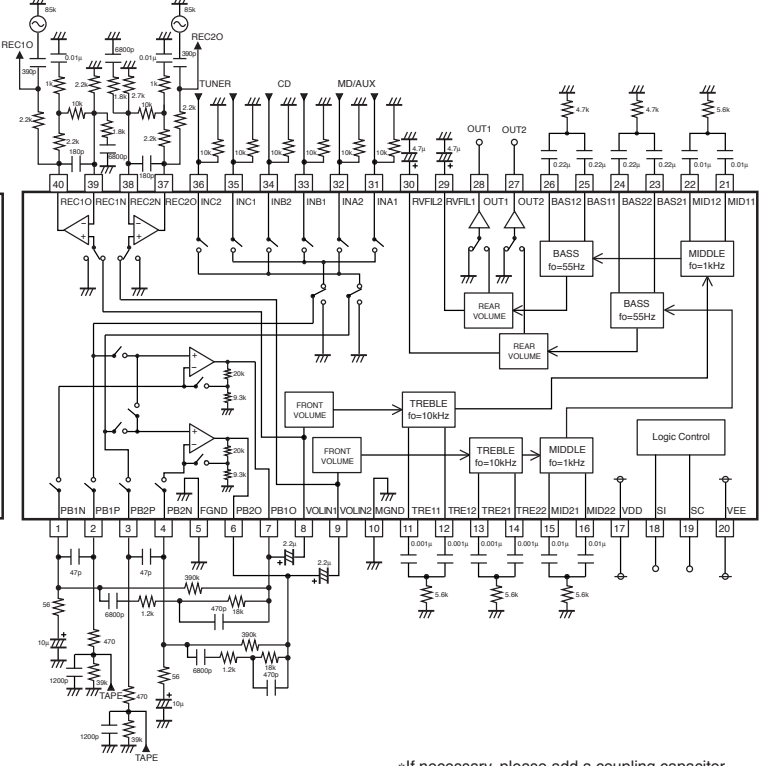 85k 85k
REC1O REC2O
0.01µ 6800p 0.01µ
390p 390p
1k 2.2k 1.8k 2.7k 1k
TUNER CD MD/AUX
10k 10k
2.2k 2.2k
1.8k
2.2k 2.2k
6800p
180p 180p
10k 10k 10k 10k 10k 10k
4.7µ 4.7µ
OUT1 OUT2
4.7k 4.7k 5.6k
0.22µ 0.22µ 0.22µ 0.22µ 0.01µ 0.01µ
40 39 38 37 36 35 34 33 32 31 30 29 28 27 26 25 24 23 22 21
REC1O REC1N REC2N REC2O INC2 INC1 INB2 INB1 INA2 INA1 RVFIL2 RVFIL1 OUT1 OUT2 BAS12 BAS11 BAS22 BAS21 MID12 MID11
BASS
fo=55Hz
MIDDLE
fo=1kHz
REAR
VOLUME
BASS
fo=55Hz
REAR
VOLUME
20k
9.3k
20k
9.3k
FRONT
VOLUME
TREBLE
fo=10kHz
FRONT
VOLUME
TREBLE
fo=10kHz
MIDDLE
fo=1kHz
Logic Control
PB1N PB1P PB2P PB2N FGND PB2O PB1O VOLIN1 VOLIN2 MGND TRE11 TRE12 TRE21 TRE22 MID21 MID22 VDD SI SC VEE
1 2 3 4 5 6 7 8 9 10 11 12 13 14 15 16 17 18 19 20
47p 47p
2.2µ
2.2µ
0.001µ 0.001µ 0.001µ 0.001µ 0.01µ 0.01µ
5.6k 5.6k 5.6k
390k
56 6800p 1.2k 18k
470p
10µ 470
390k
6800p 1.2k 18k
470p
1200p 39k
TAPE
470
56
10µ
1200p 39k
TAPE
*If necessary, please add a coupling capacitor